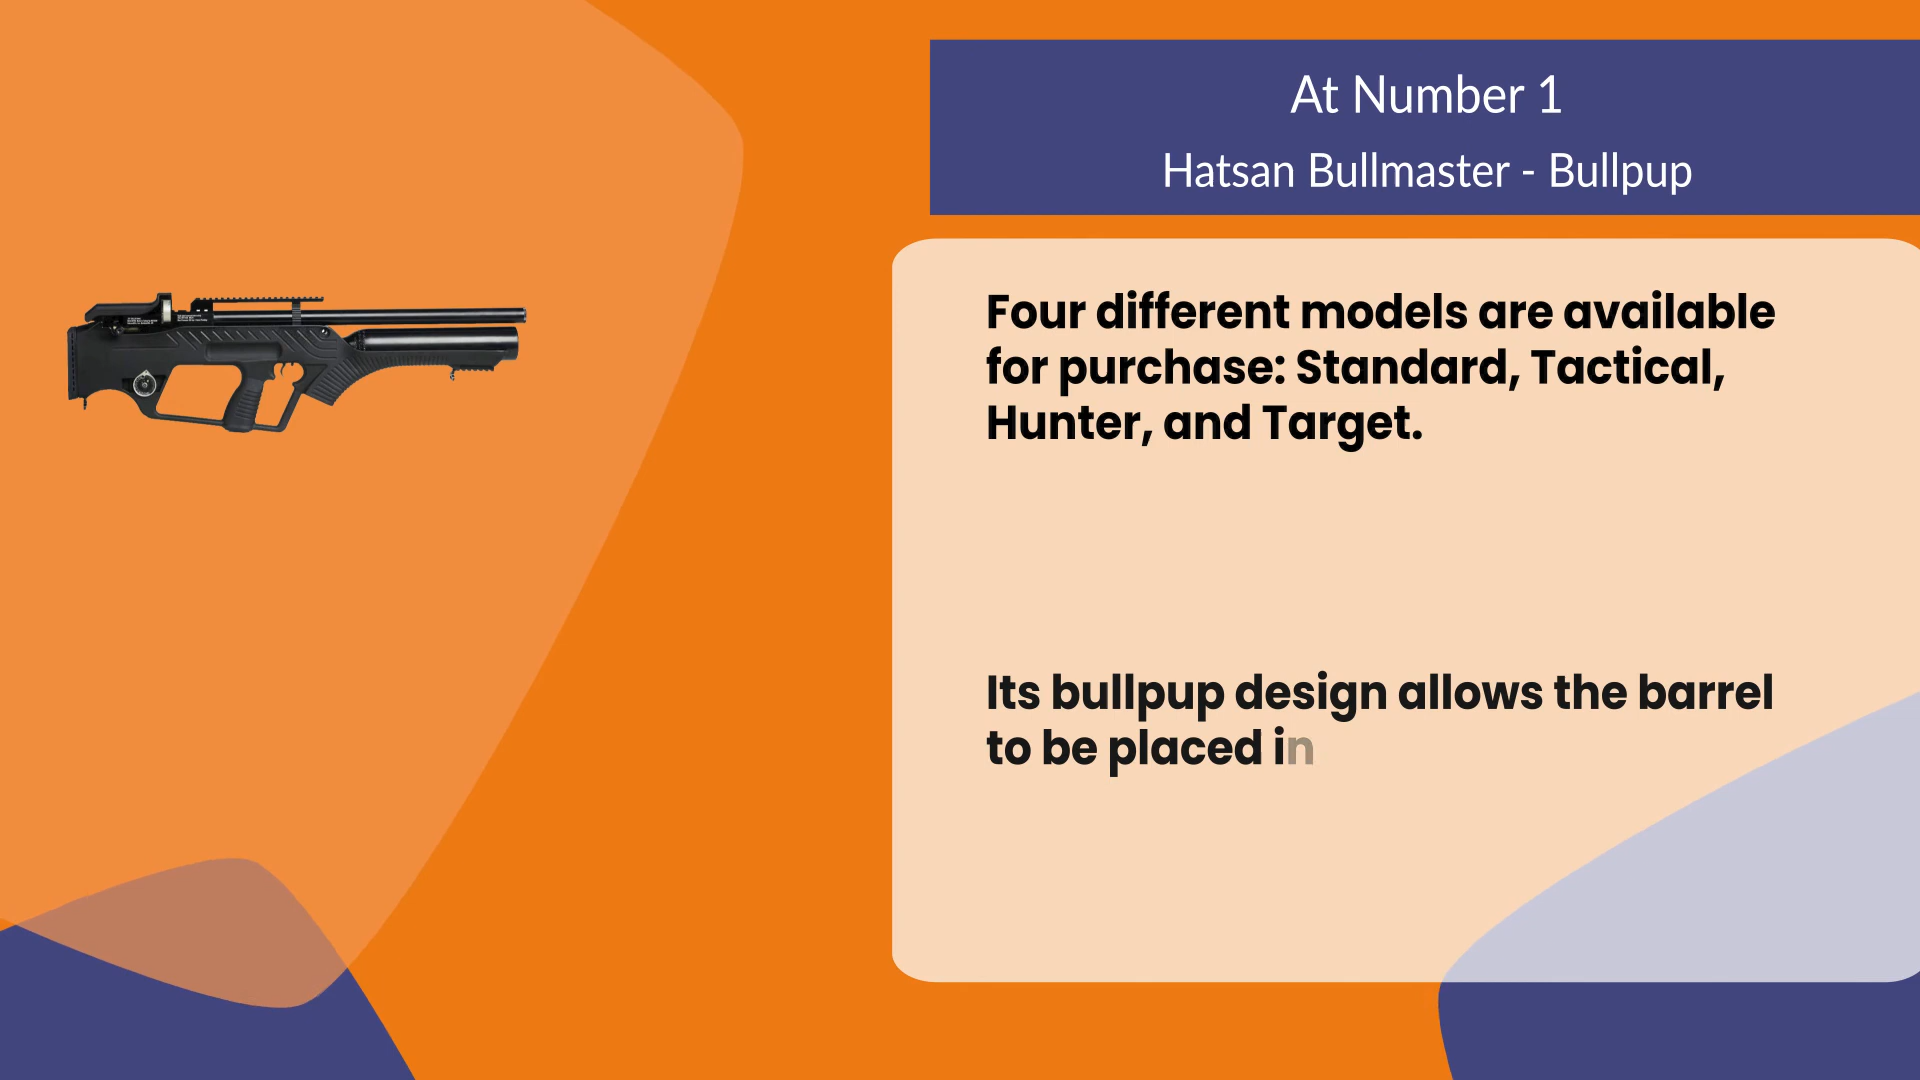 At Number 1
Hatsan Bullmaster - Bullpup
Four different models are available
for purchase: Standard, Tactical,
Hunter, and Target.
Its bullpup design allows the barrel
to be placed in